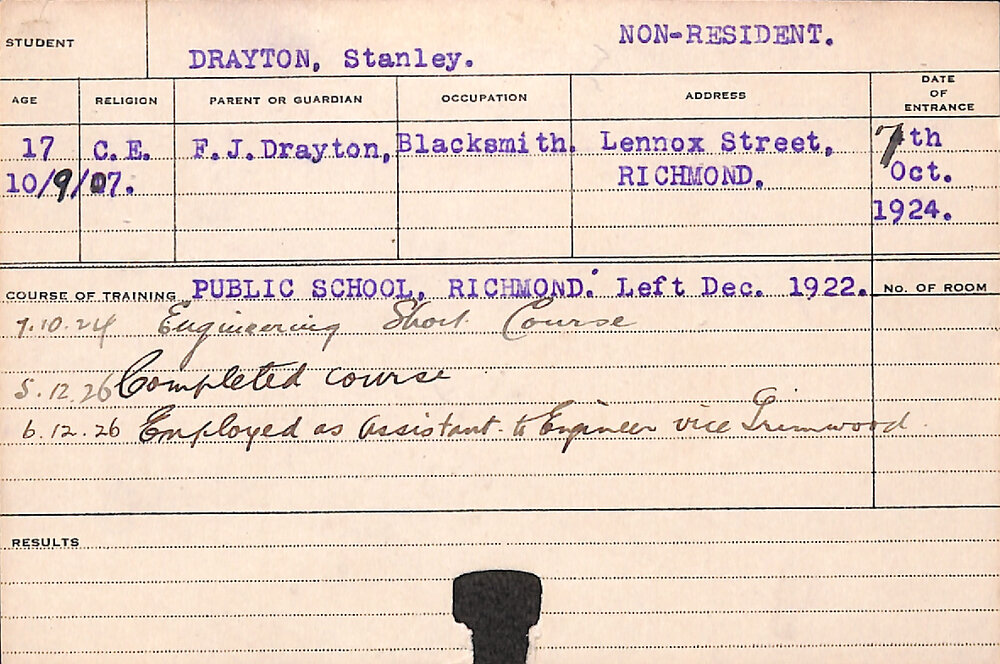 STUDENT
DRAYTON, Stanley.
NON-RESIDENT.
AGE RELIGION PARENT OR GUARDIAN OCCUPATION ADDRESS DATE OF ENTRANCE
17 C.E. F.J.Drayton, Blacksmith. Lennox Street, 7th
10/9/07. RICHMOND. Oct.
1924.
COURSE OF TRAINING PUBLIC SCHOOL, RICHMOND. Left Dec. 1922. No. OF ROOM
7.10.24 Engineering Short Course
5.12.26 Completed course
6.12.26 Employed as Assistant to Engineer vice Trimwood
RESULTS